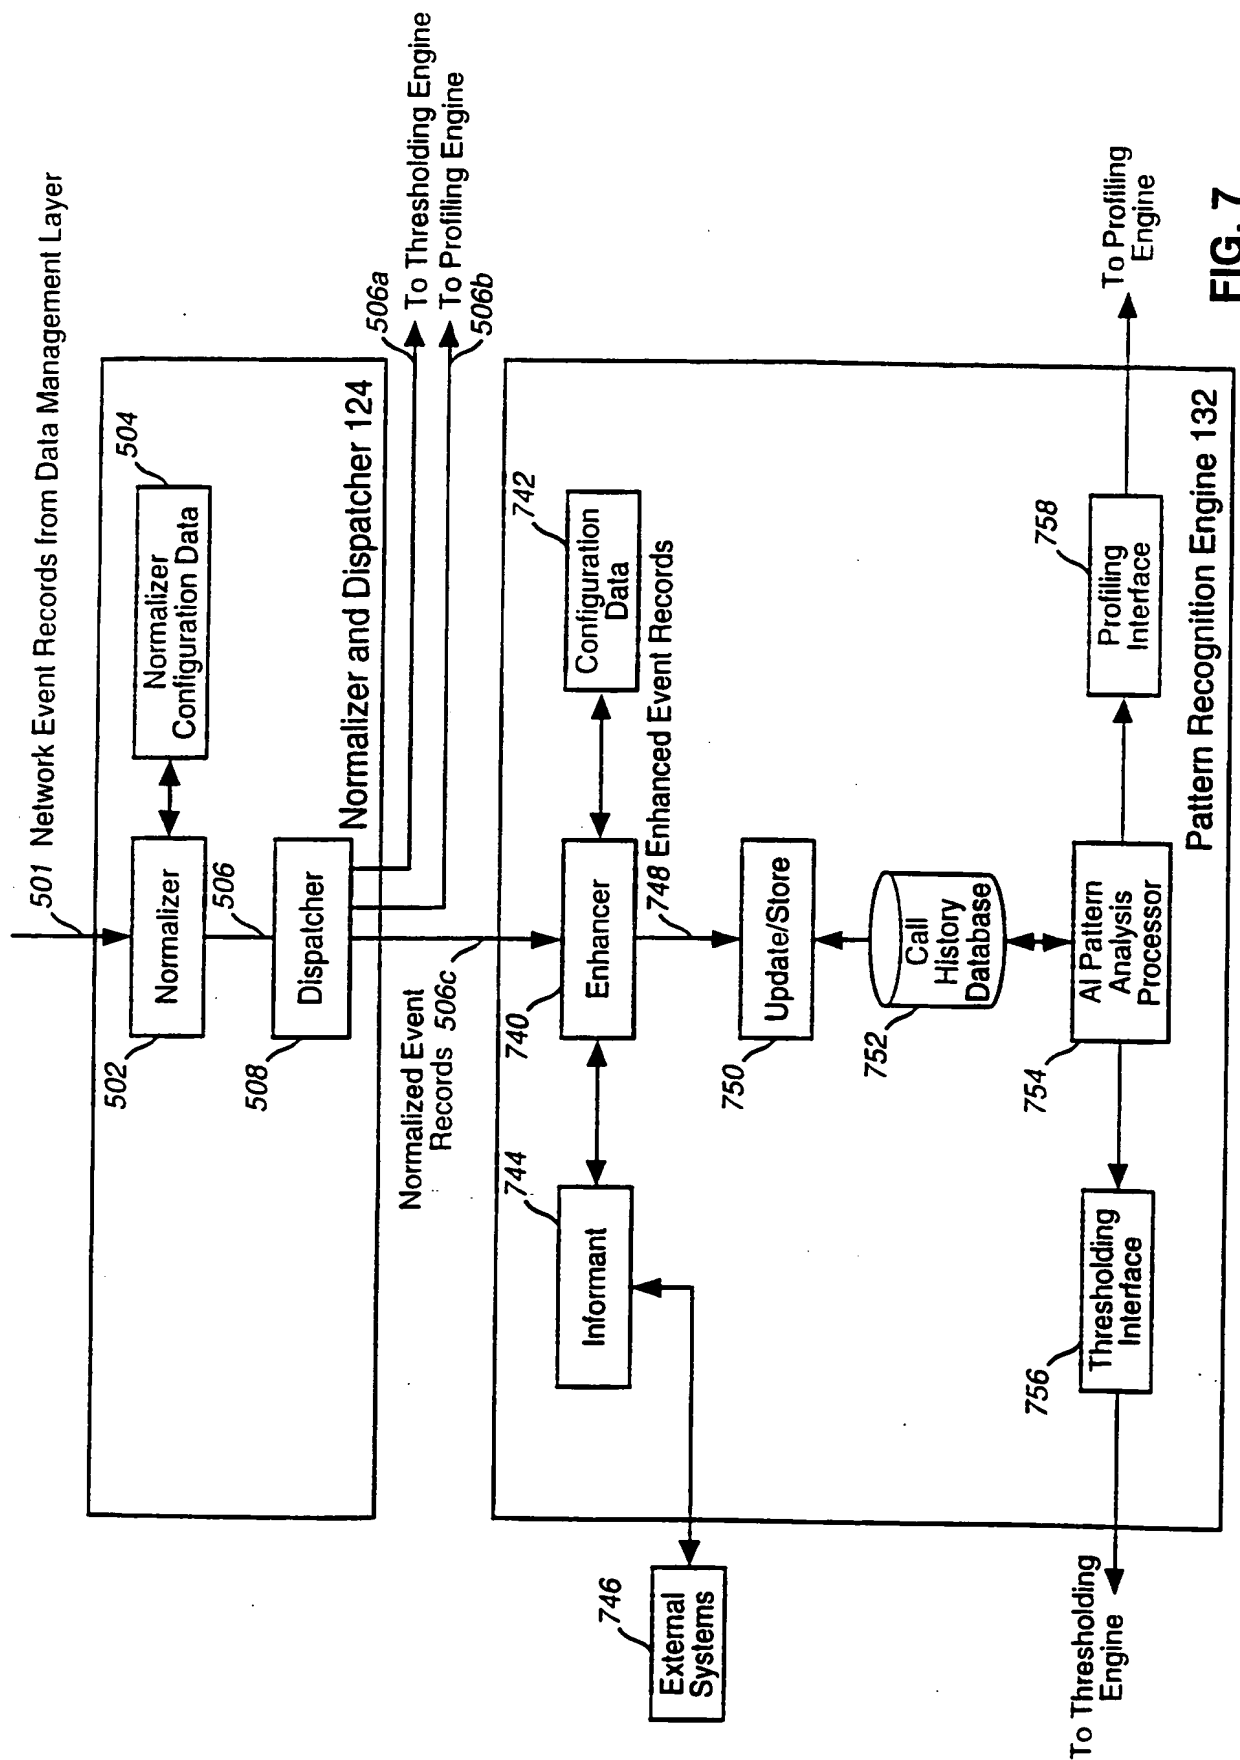 501 Network Event Records from Data Management Layer
Normalizer
502
Normalizer
Configuration Data
504
506
Dispatcher
508
Normalizer and Dispatcher 124
506a
To Thresholding Engine
To Profiling Engine
506b
Normalized Event
Records 506c
Informant
744
Enhancer
740
Configuration
Data
742
External
Systems
746
748 Enhanced Event Records
Update/Store
750
Call
History
Database
752
AI Pattern
Analysis
Processor
754
Thresholding
Interface
756
Profiling
Interface
758
To Thresholding
Engine
To Profiling
Engine
Pattern Recognition Engine 132
FIG. 7